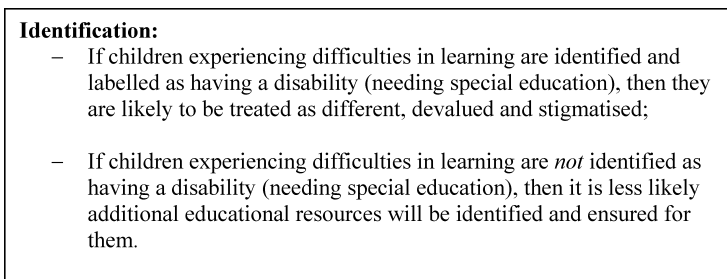 Identification:
– If children experiencing difficulties in learning are identified and
labelled as having a disability (needing special education), then they
are likely to be treated as different, devalued and stigmatised;
– If children experiencing difficulties in learning are not identified as
having a disability (needing special education), then it is less likely
additional educational resources will be identified and ensured for
them.